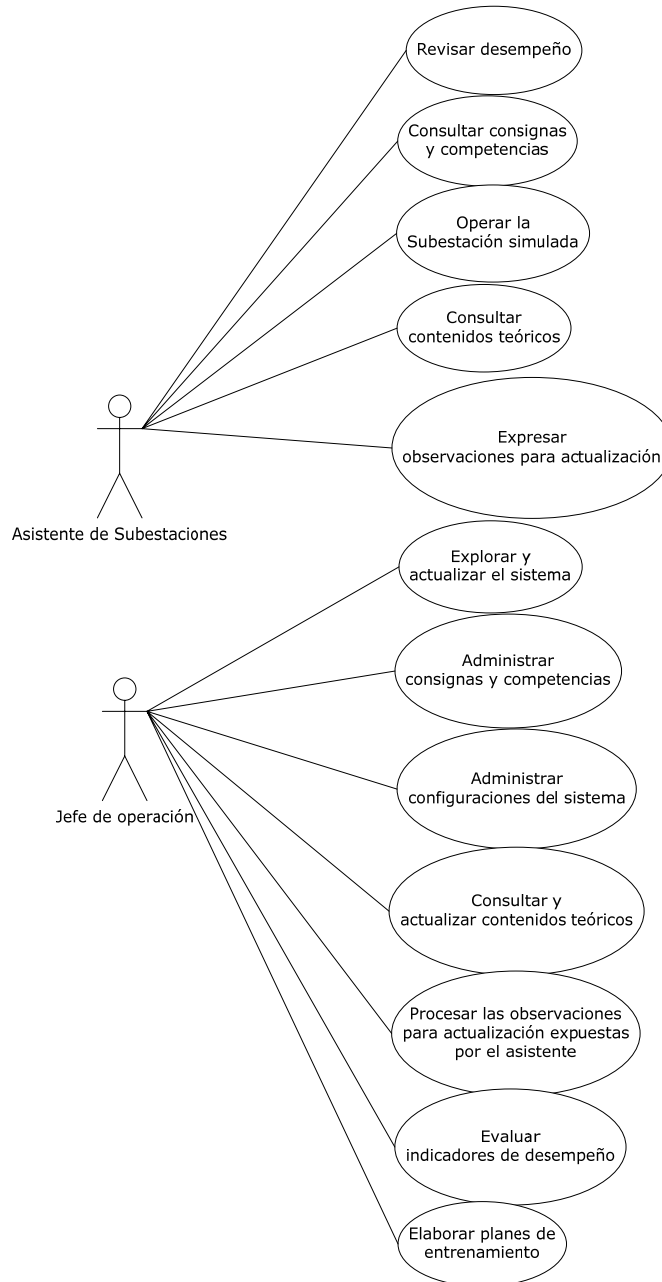 Revisar desempeño
Consultar consignas
y competencias
Operar la
Subestación simulada
Consultar
contenidos teóricos
Expresar
observaciones para actualización
Asistente de Subestaciones
Explorar y
actualizar el sistema
Administrar
consignas y competencias
Administrar
configuraciones del sistema
Jefe de operación
Consultar y
actualizar contenidos teóricos
Procesar las observaciones
para actualización expuestas
por el asistente
Evaluar
indicadores de desempeño
Elaborar planes de
entrenamiento